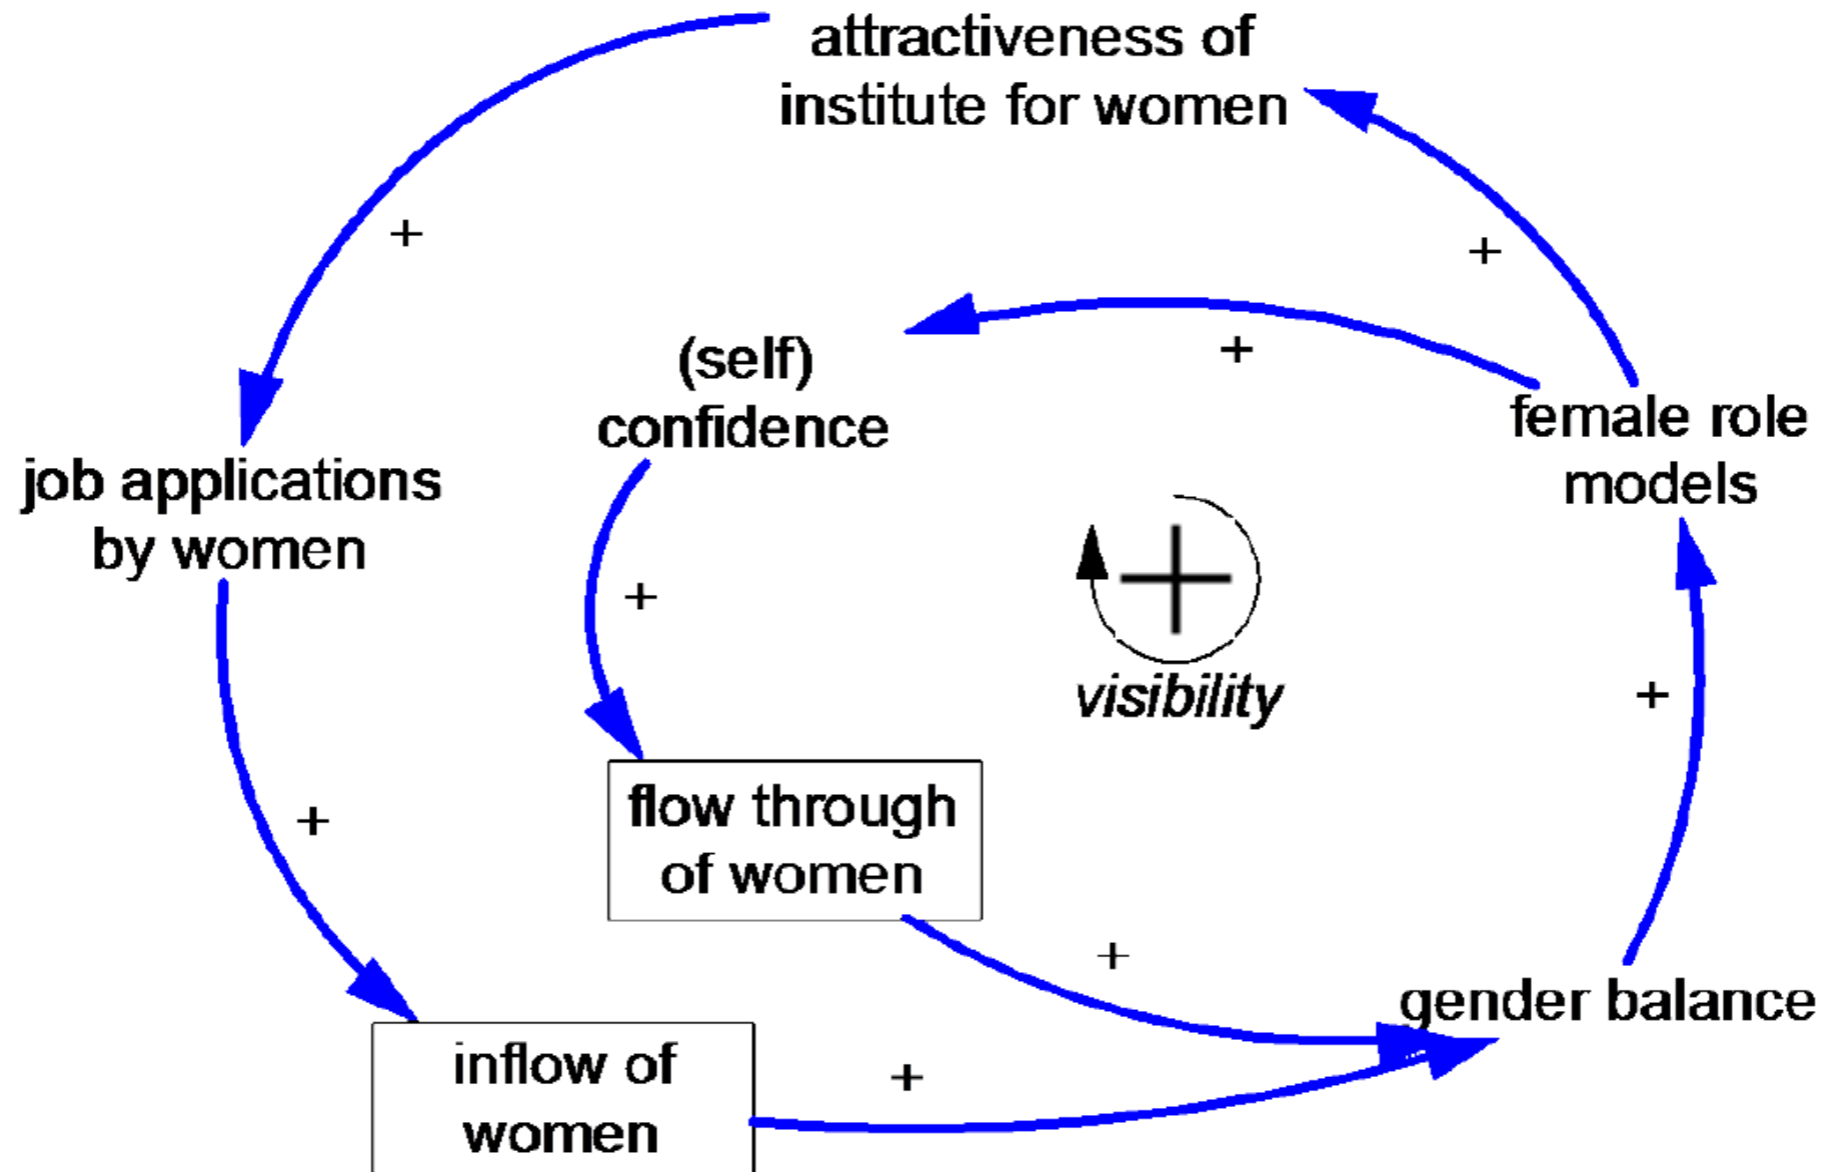 attractiveness of
institute for women
+
+
+
(self)
confidence
female role
models
job applications
by women
+
+
visibility
+
flow through
of women
+
+
gender balance
inflow of
women
+